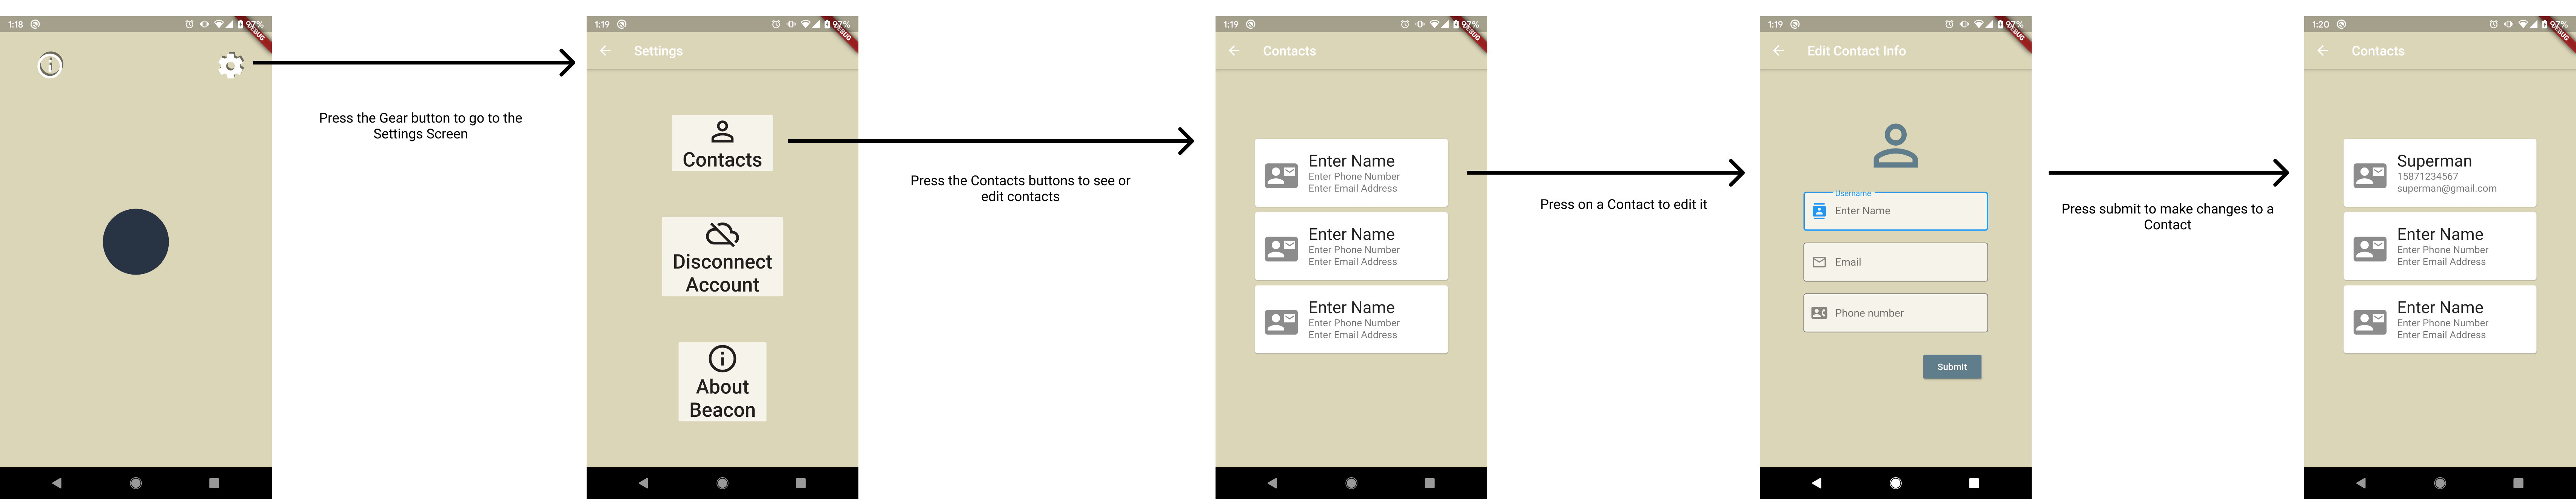 1:18
97%
DEBUG
Press the Gear button to go to the
Settings Screen
1:19
97%
DEBUG
Settings
Contacts
Disconnect
Account
About
Beacon
Press the Contacts buttons to see or
edit contacts
1:19
97%
DEBUG
Contacts
Enter Name
Enter Phone Number
Enter Email Address
Enter Name
Enter Phone Number
Enter Email Address
Enter Name
Enter Phone Number
Enter Email Address
Press on a Contact to edit it
1:19
97%
DEBUG
Edit Contact Info
Username
Enter Name
Email
Phone number
Submit
Press submit to make changes to a
Contact
1:20
97%
DEBUG
Contacts
Superman
15871234567
superman@gmail.com
Enter Name
Enter Phone Number
Enter Email Address
Enter Name
Enter Phone Number
Enter Email Address